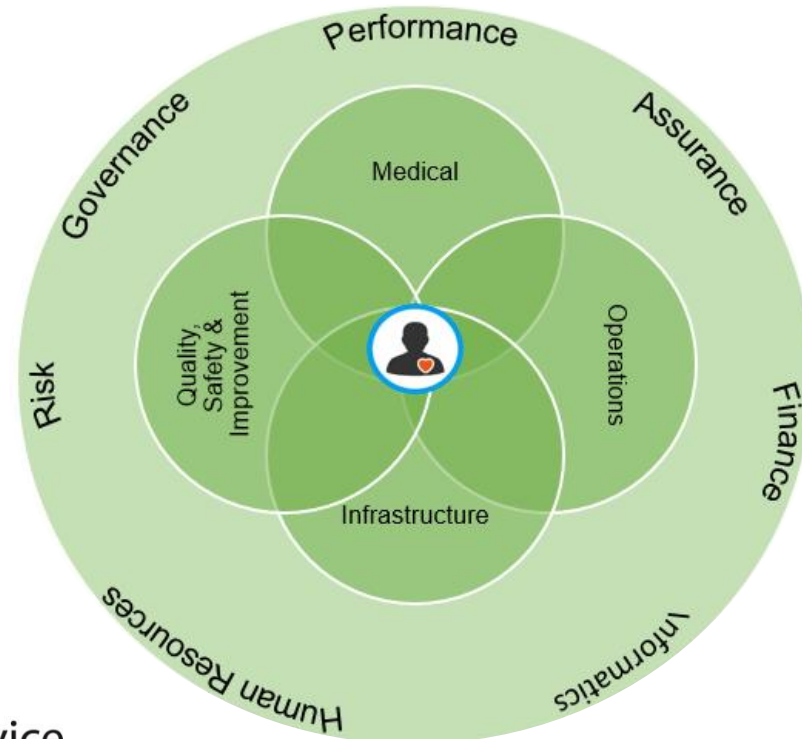 Performance
Governance
Assurance
Medical
Quality,
Safety &
Improvement
Operations
Risk
Finance
Infrastructure
Human Resources
Informatics